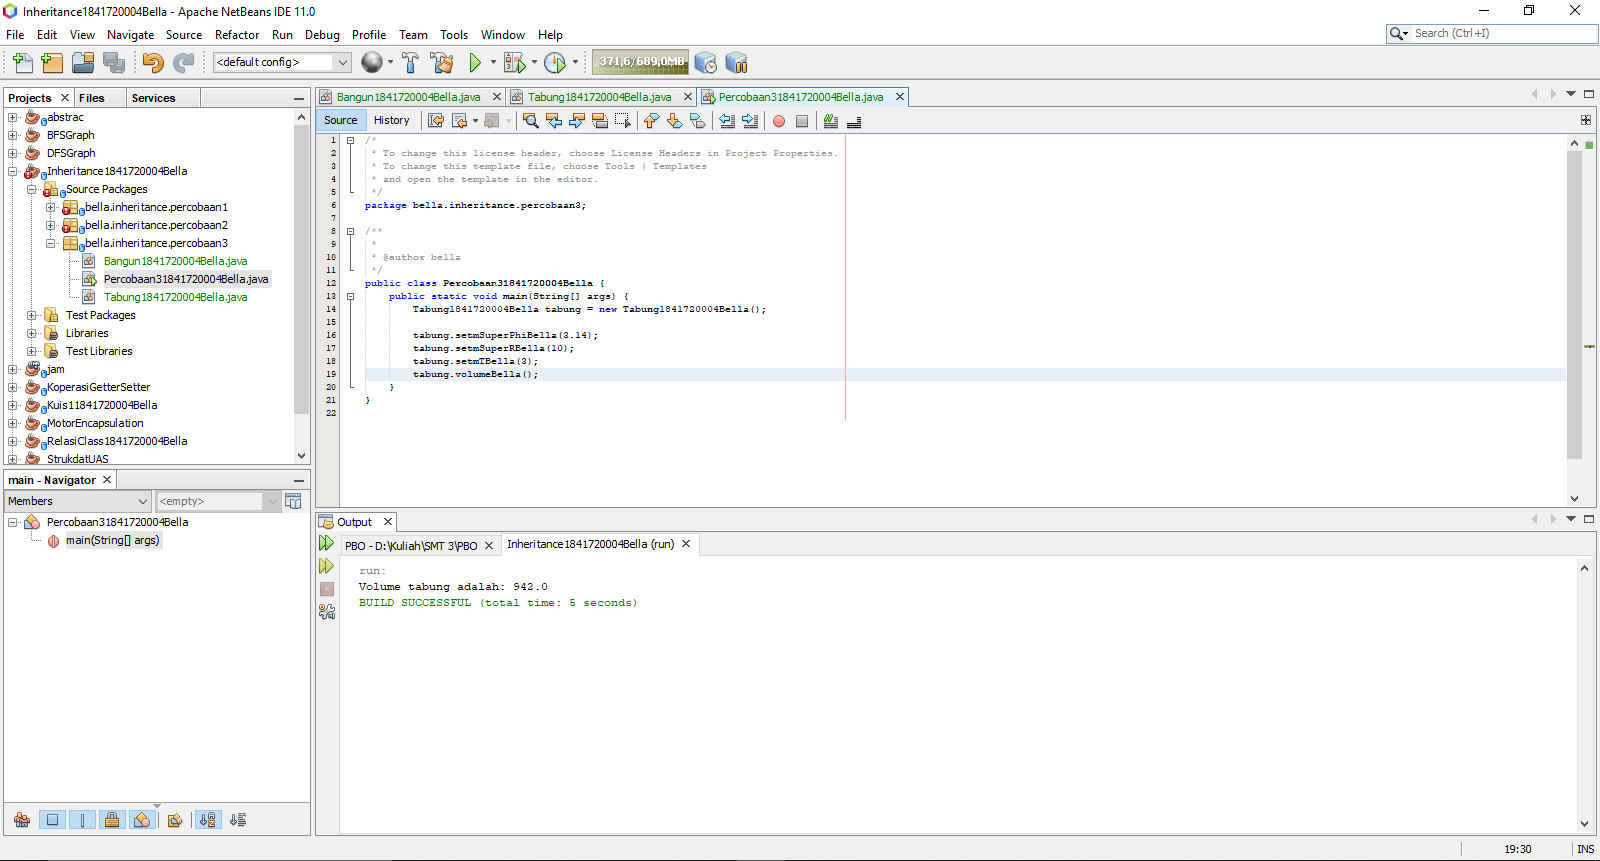 Inheritance1841720004Bella - Apache NetBeans IDE 11.0
File Edit View Navigate Source Refactor Run Debug Profile Team Tools Window Help
Search (Ctrl+I)
<default config>
371,6/689,0MB
Projects Files Services
abstrac
BFSGraph
DFSGraph
Inheritance1841720004Bella
Source Packages
bella.inheritance.percobaan1
bella.inheritance.percobaan2
bella.inheritance.percobaan3
Bangun1841720004Bella.java
Percobaan31841720004Bella.java
Tabung1841720004Bella.java
Test Packages
Libraries
Test Libraries
jam
KoperasiGetterSetter
Kuis11841720004Bella
MotorEncapsulation
RelasiClass1841720004Bella
StrukdatUAS
main - Navigator
Members
<empty>
Percobaan31841720004Bella
main(String[] args)
Bangun1841720004Bella.java Tabung1841720004Bella.java Percobaan31841720004Bella.java
Source History
1 /*
2 * To change this license header, choose License Headers in Project Properties.
3 * To change this template file, choose Tools | Templates
4 * and open the template in the editor.
5 */
6 package bella.inheritance.percobaan3;
7
8 /**
9 *
10 * @author bella
11 */
12 public class Percobaan31841720004Bella {
13 public static void main(String[] args) {
14 Tabung1841720004Bella tabung = new Tabung1841720004Bella();
15
16 tabung.setmSuperPhiBella(3.14);
17 tabung.setmSuperRBella(10);
18 tabung.setmTBella(3);
19 tabung.volumeBella();
20 }
21 }
22
Output
PBO - D:\Kuliah\SMT 3\PBO Inheritance1841720004Bella (run)
run:
Volume tabung adalah: 942.0
BUILD SUCCESSFUL (total time: 5 seconds)
19:30 INS